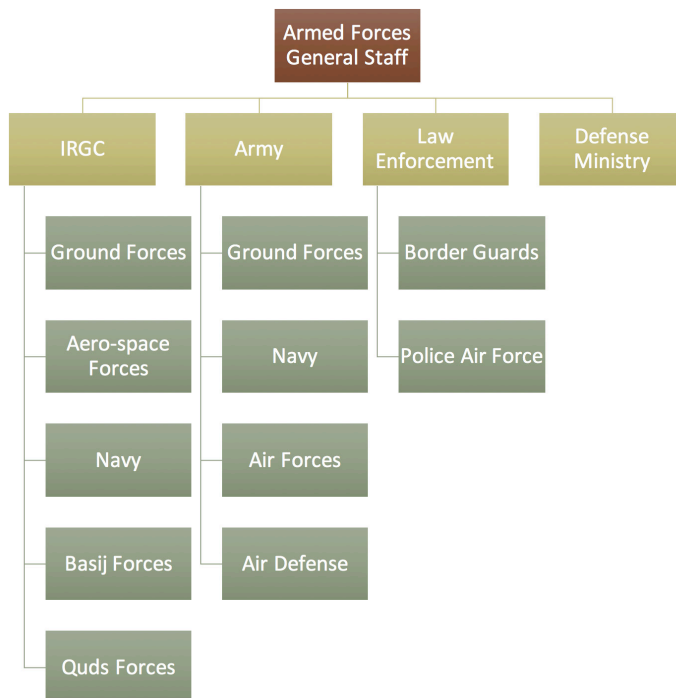 Armed Forces
General Staff
IRGC
Army
Law
Enforcement
Defense
Ministry
Ground Forces
Aero-space
Forces
Navy
Basij Forces
Quds Forces
Ground Forces
Navy
Air Forces
Air Defense
Border Guards
Police Air Force